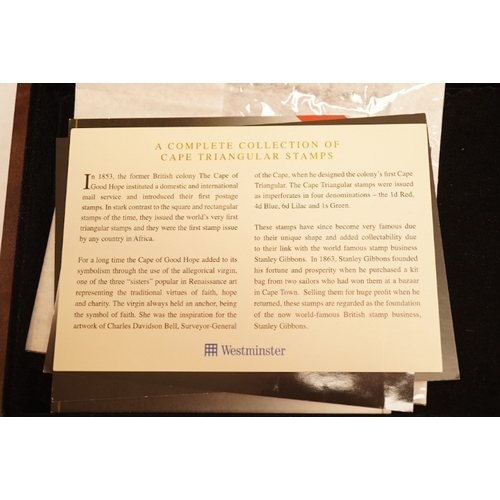 A COMPLETE COLLECTION OF
CAPE TRIANGULAR STAMPS
In 1853, the former British colony The Cape of
Good Hope instituted a domestic and international
mail service and introduced their first postage
stamps. In stark contrast to the square and rectangular
stamps of the time, they issued the world's very first
triangular stamps and they were the first stamp issue
by any country in Africa.
For a long time the Cape of Good Hope added to its
symbolism through the use of the allegorical virgin,
one of the three "sisters" popular in Renaissance art
representing the traditional virtues of faith, hope
and charity. The virgin always held an anchor, being
the symbol of faith. She was the inspiration for the
artwork of Charles Davidson Bell, Surveyor-General
of the Cape, when he designed the colony's first Cape
Triangular. The Cape Triangular stamps were issued
as imperforates in four denominations – the 1d Red,
4d Blue, 6d Lilac and 1s Green.
These stamps have since become very famous due
to their unique shape and added collectability due
to their link with the world famous stamp business
Stanley Gibbons. In 1863, Stanley Gibbons founded
his fortune and prosperity when he purchased a kit
bag from two sailors who had won them at a bazaar
in Cape Town. Selling them for huge profit when he
returned, these stamps are regarded as the foundation
of the now world-famous British stamp business,
Stanley Gibbons.
Westminster